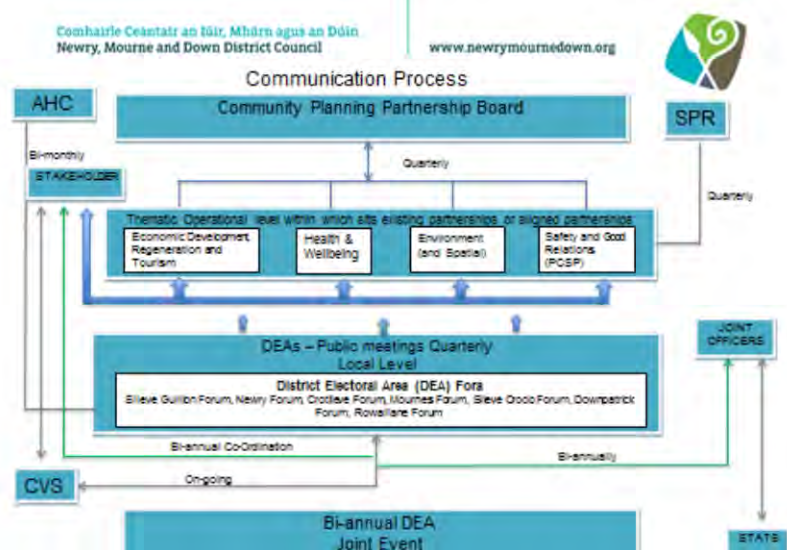 Comhairle Ceantair an Iúir, Mhúrn agus an Dúin
Newry, Mourne and Down District Council
www.newrymournedown.org
Communication Process
AHC
Community Planning Partnership Board
SPR
Bi-monthly
Quarterly
STAKEHOLDER
Quarterly
Thematic Operational level within which sits existing partnerships or aligned partnerships
Economic Development,
Regeneration and
Tourism
Health &
Wellbeing
Environment
(and Spatial)
Safety and Good
Relations
(PCSP)
DEAs – Public meetings Quarterly
Local Level
JOINT
OFFICERS
District Electoral Area (DEA) Fora
Slieve Gullion Forum, Newry Forum, Crotlieve Forum, Mournes Forum, Slieve Croob Forum, Downpatrick
Forum, Rowallane Forum
Bi-annual Co-Ordination
Bi-annually
CVS
On-going
Bi-annual DEA
Joint Event
STATS